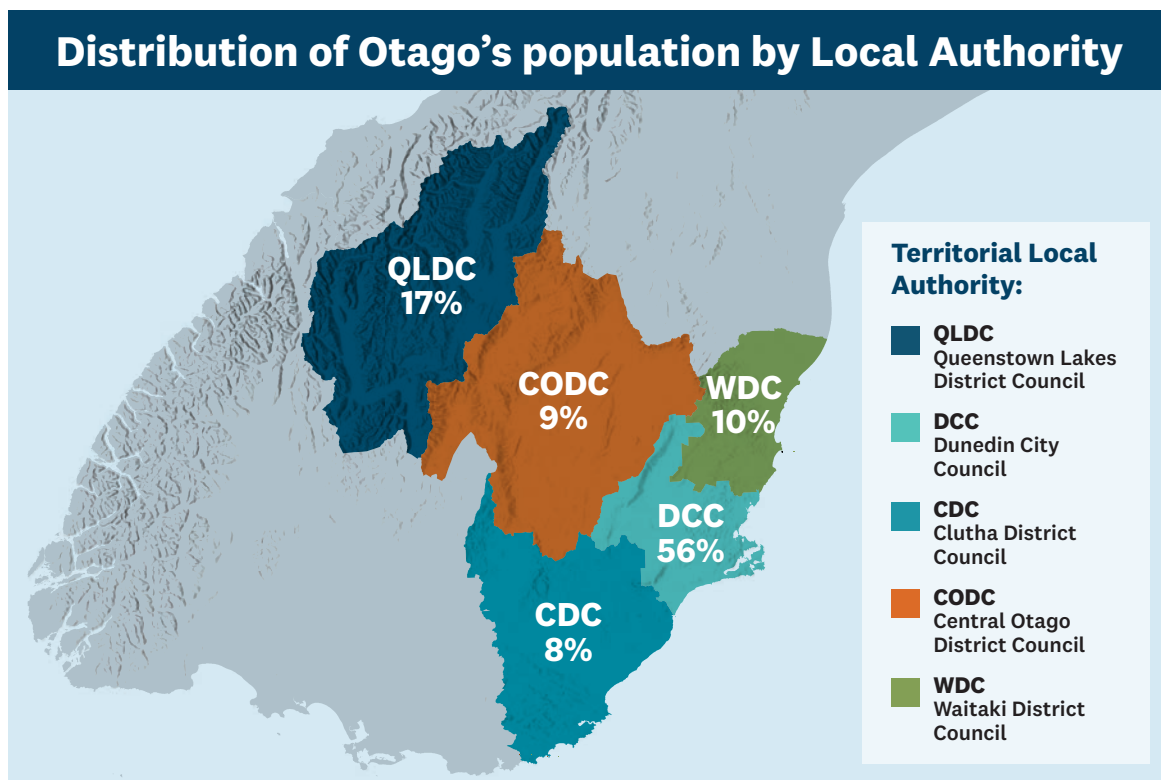 Distribution of Otago’s population by Local Authority
QLDC
17%
CODC
9%
WDC
10%
DCC
56%
CDC
8%
Territorial Local
Authority:
QLDC
Queenstown Lakes
District Council
DCC
Dunedin City
Council
CDC
Clutha District
Council
CODC
Central Otago
District Council
WDC
Waitaki District
Council